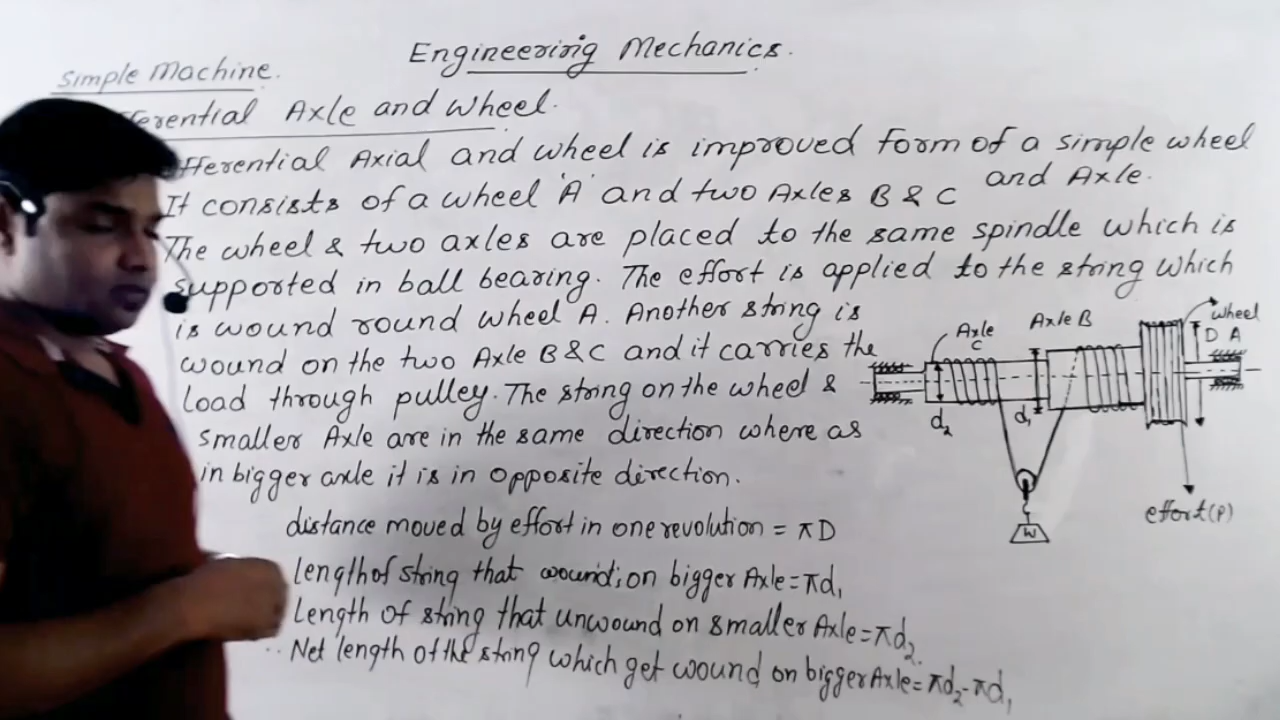 Engineering Mechanics.
Simple Machine.
fferential Axle and Wheel.
fferential Axial and wheel is improved form of a simple wheel
and Axle.
It consists of a wheel 'A' and two Axles B & C
The wheel & two axles are placed to the same spindle which is
supported in ball bearing. The effort is applied to the string which
is wound round wheel A. Another string is
wound on the two Axle B&C and it carries the
load through pulley. The string on the wheel &
smaller Axle are in the same direction where as
in bigger axle it is in opposite direction.
distance moved by effort in one revolution = πD
length of string that wound on bigger Axle = πd₁
Length of string that unwound on smaller Axle = πd₂.
∴ Net length of the string which get wound on bigger Axle = πd₂ - πd₁
Axle
C
Axle B
wheel
D A
d₂
d₁
W
effort (P)